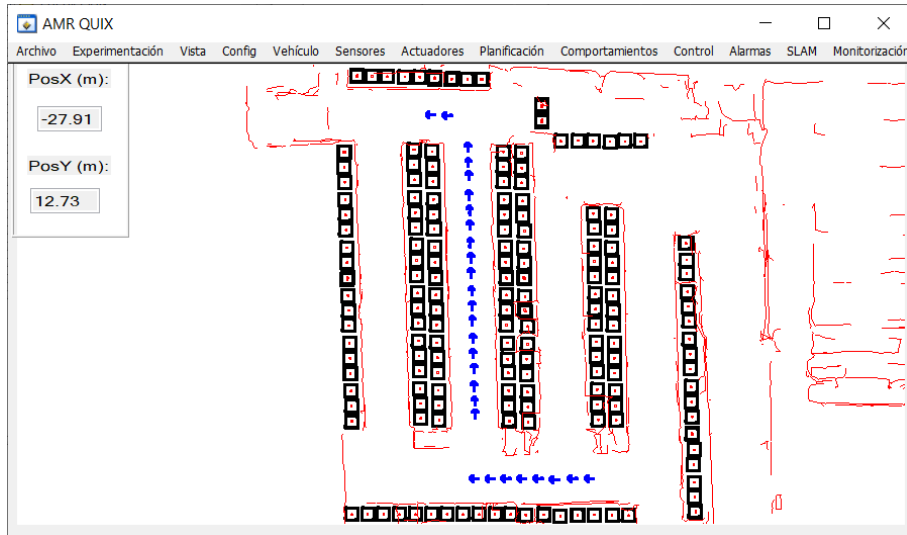 AMR QUIX
Archivo Experimentación Vista Config Vehículo Sensores Actuadores Planificación Comportamientos Control Alarmas SLAM Monitorización
PosX (m):
-27.91
PosY (m):
12.73